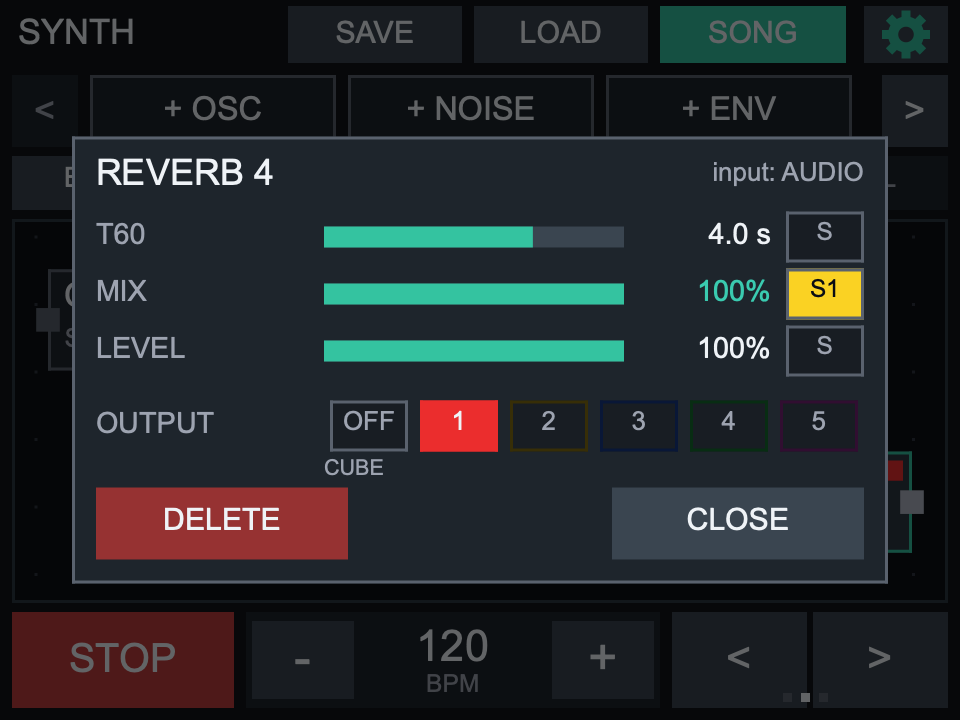 SYNTH SAVE LOAD SONG
< + OSC + NOISE + ENV >
REVERB 4 input: AUDIO
T60 4.0 s S
MIX 100% S1
LEVEL 100% S
OUTPUT OFF 1 2 3 4 5
CUBE
DELETE CLOSE
STOP - 120 + < >
BPM